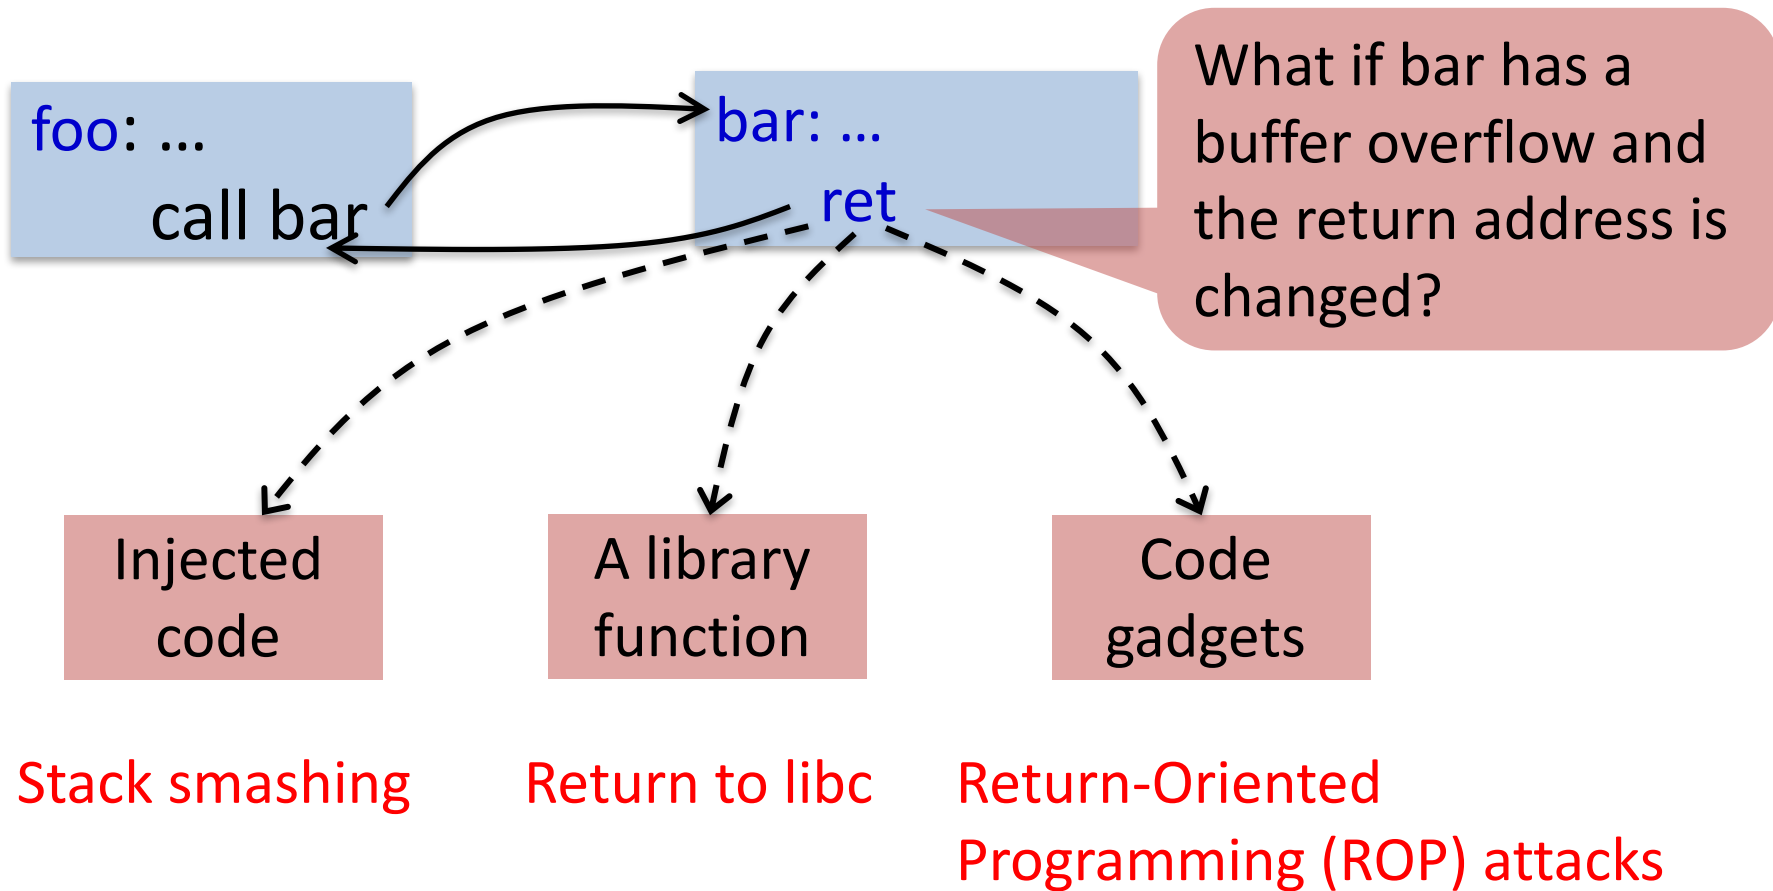 foo: ...
call bar
bar: ...
ret
What if bar has a
buffer overflow and
the return address is
changed?
Injected
code
A library
function
Code
gadgets
Stack smashing
Return to libc
Return-Oriented
Programming (ROP) attacks